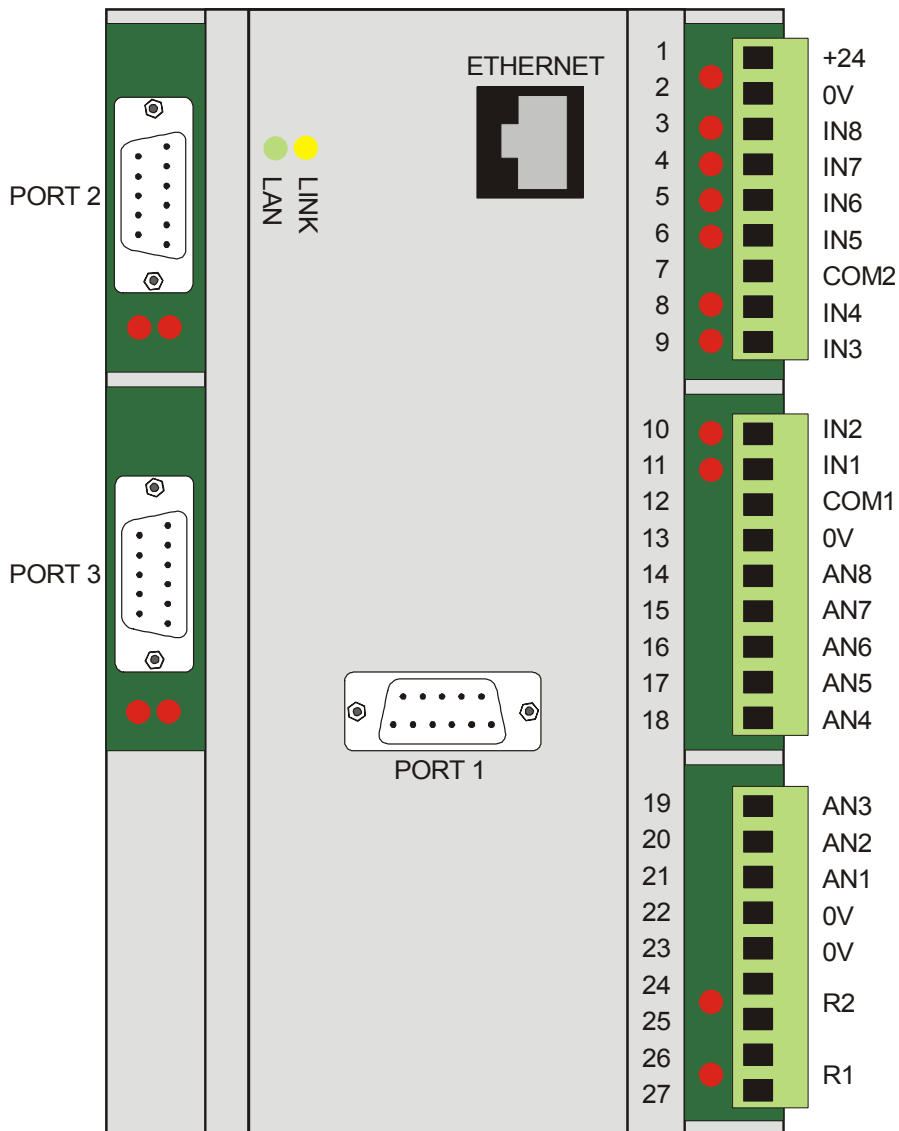 ETHERNET
LAN
LINK
PORT 2
PORT 3
PORT 1
1 +24
2 0V
3 IN8
4 IN7
5 IN6
6 IN5
7 COM2
8 IN4
9 IN3
10 IN2
11 IN1
12 COM1
13 0V
14 AN8
15 AN7
16 AN6
17 AN5
18 AN4
19 AN3
20 AN2
21 AN1
22 0V
23 0V
24
R2
25
26
R1
27